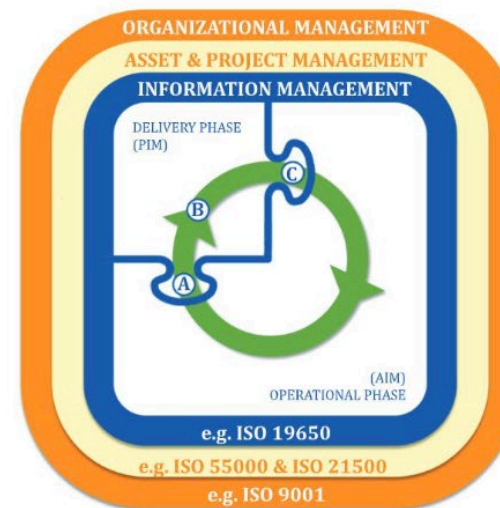 ORGANIZATIONAL MANAGEMENT
ASSET & PROJECT MANAGEMENT
INFORMATION MANAGEMENT
DELIVERY PHASE
(PIM)
C
B
A
(AIM)
OPERATIONAL PHASE
e.g. ISO 19650
e.g. ISO 55000 & ISO 21500
e.g. ISO 9001